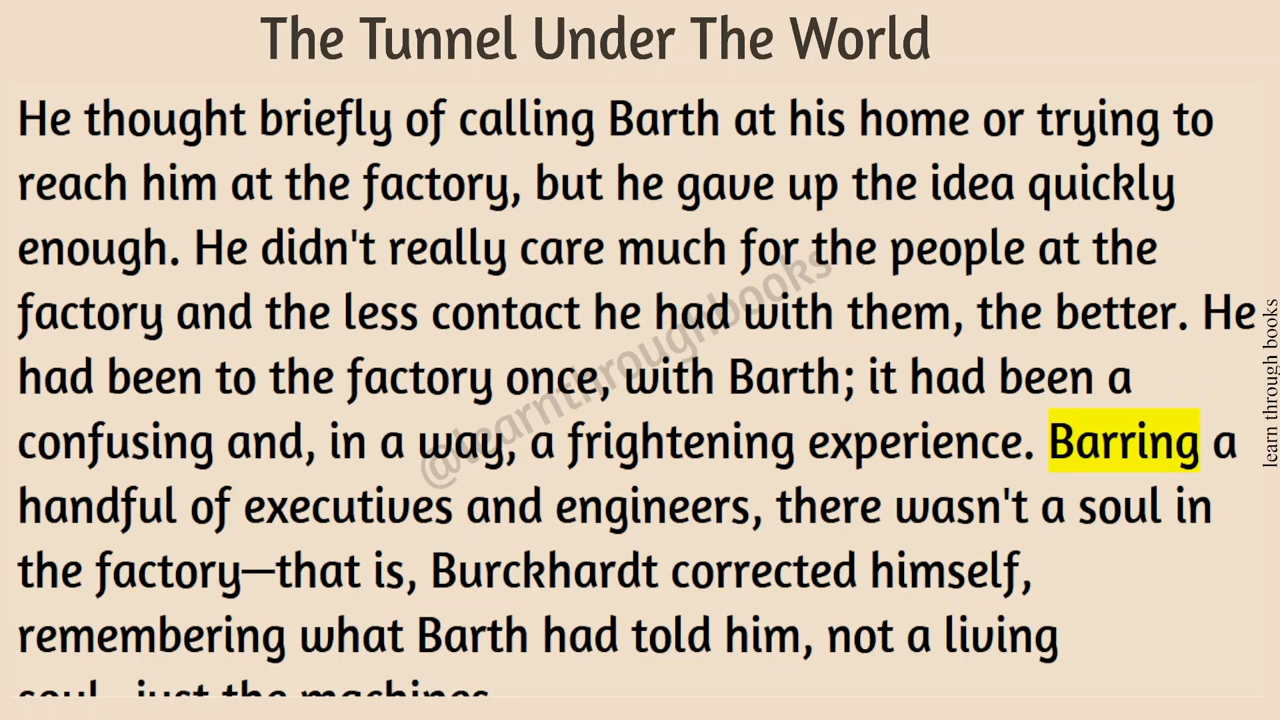 The Tunnel Under The World
He thought briefly of calling Barth at his home or trying to
reach him at the factory, but he gave up the idea quickly
enough. He didn't really care much for the people at the
factory and the less contact he had with them, the better. He
had been to the factory once, with Barth; it had been a
confusing and, in a way, a frightening experience. Barring a
handful of executives and engineers, there wasn't a soul in
the factory—that is, Burckhardt corrected himself,
remembering what Barth had told him, not a living
soul—just the machines.
@learnthroughbooks
learn through books